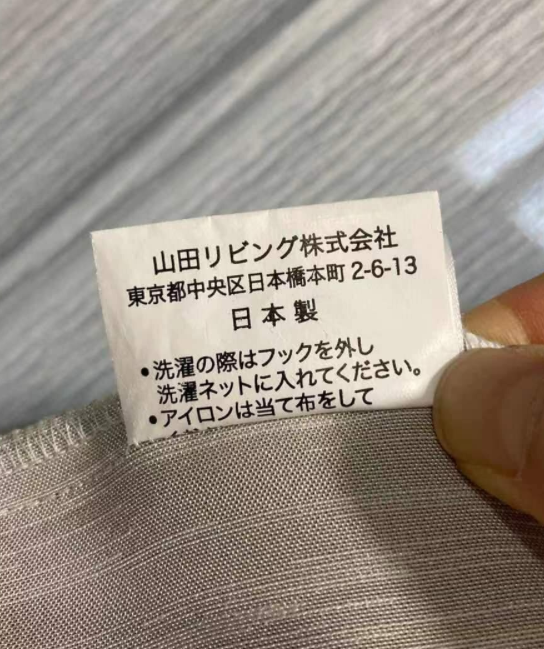 山田リビング株式会社
東京都中央区日本橋本町 2-6-13
日本製
•洗濯の際はフックを外し
洗濯ネットに入れてください。
•アイロンは当て布をして